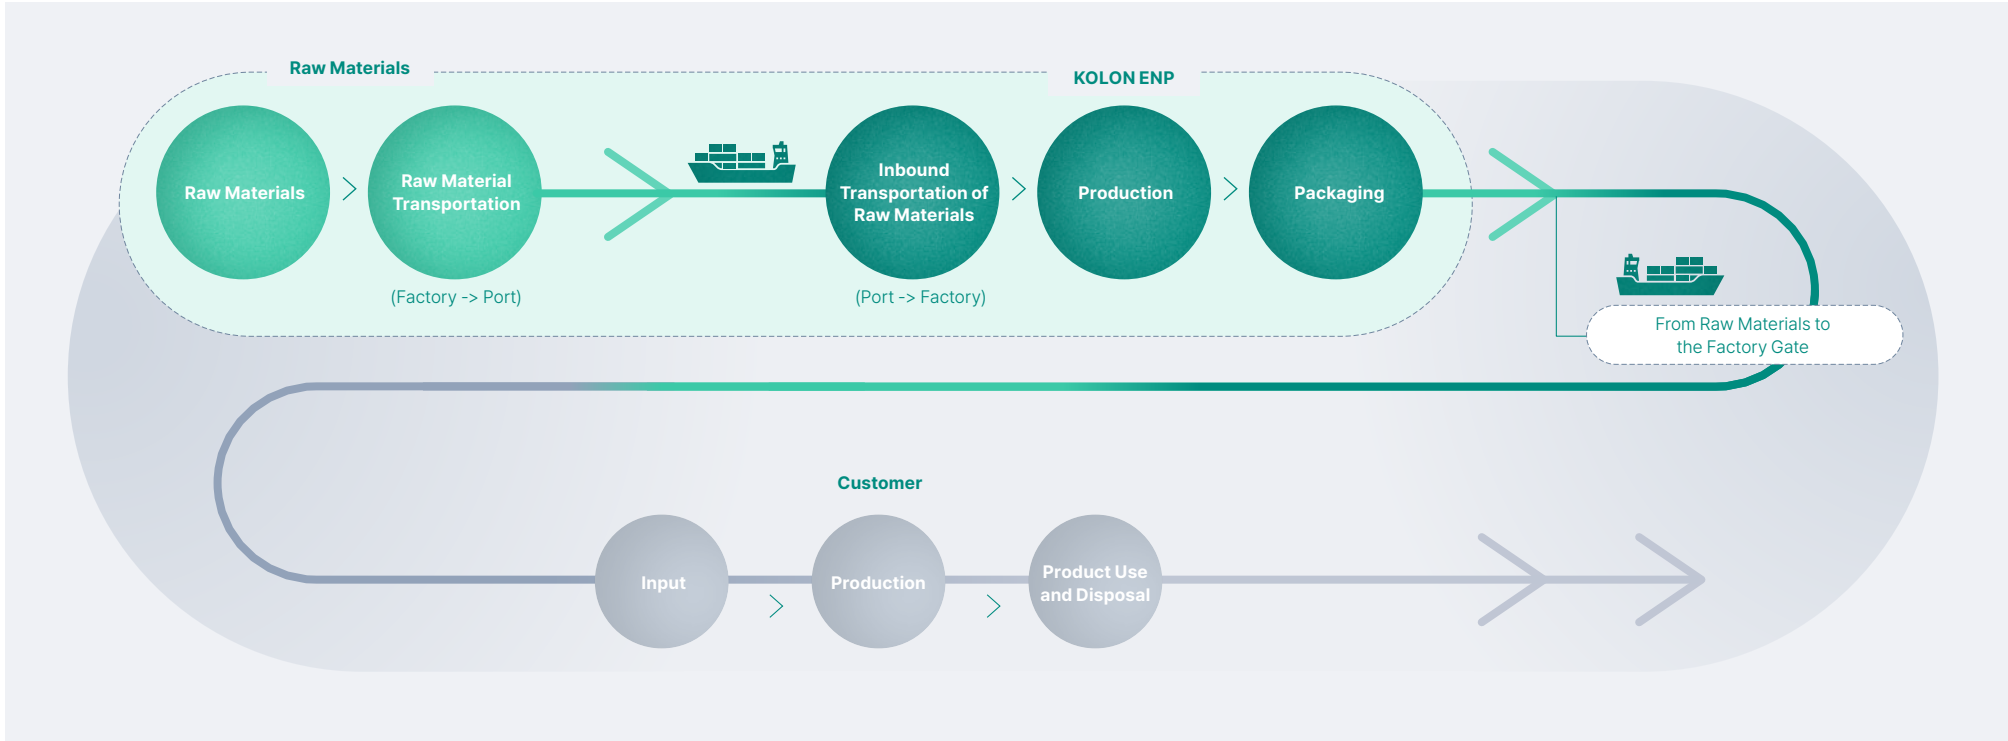 Raw Materials
KOLON ENP
Raw Materials
Raw Material
Transportation
(Factory -> Port)
Inbound
Transportation of
Raw Materials
(Port -> Factory)
Production
Packaging
From Raw Materials to
the Factory Gate
Customer
Input
Production
Product Use
and Disposal